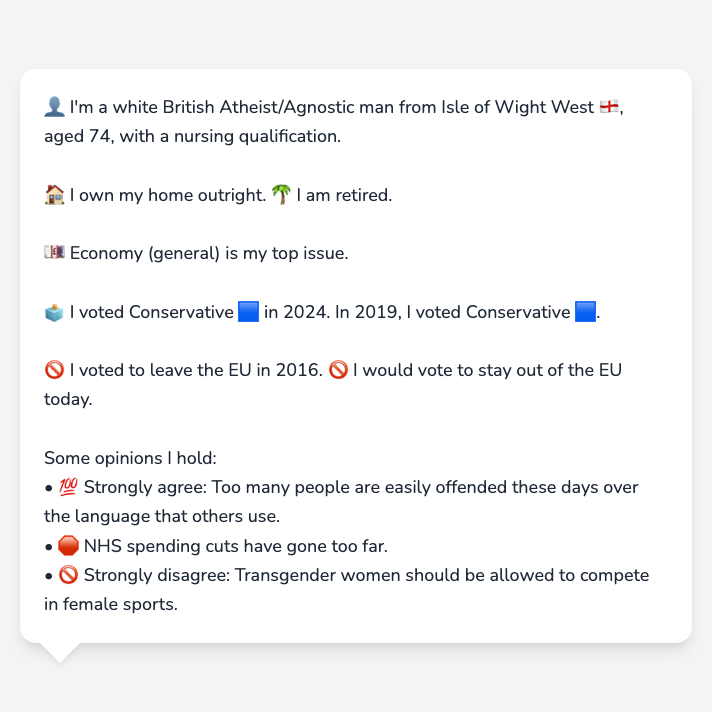 👤 I'm a white British Atheist/Agnostic man from Isle of Wight West 🏴󠁧󠁢󠁥󠁮󠁧󠁿,
aged 74, with a nursing qualification.
🏠 I own my home outright. 🌴 I am retired.
💷 Economy (general) is my top issue.
🗳️ I voted Conservative 🟦 in 2024. In 2019, I voted Conservative 🟦.
🚫 I voted to leave the EU in 2016. 🚫 I would vote to stay out of the EU
today.
Some opinions I hold:
• 💯 Strongly agree: Too many people are easily offended these days over
the language that others use.
• 🛑 NHS spending cuts have gone too far.
• 🚫 Strongly disagree: Transgender women should be allowed to compete
in female sports.